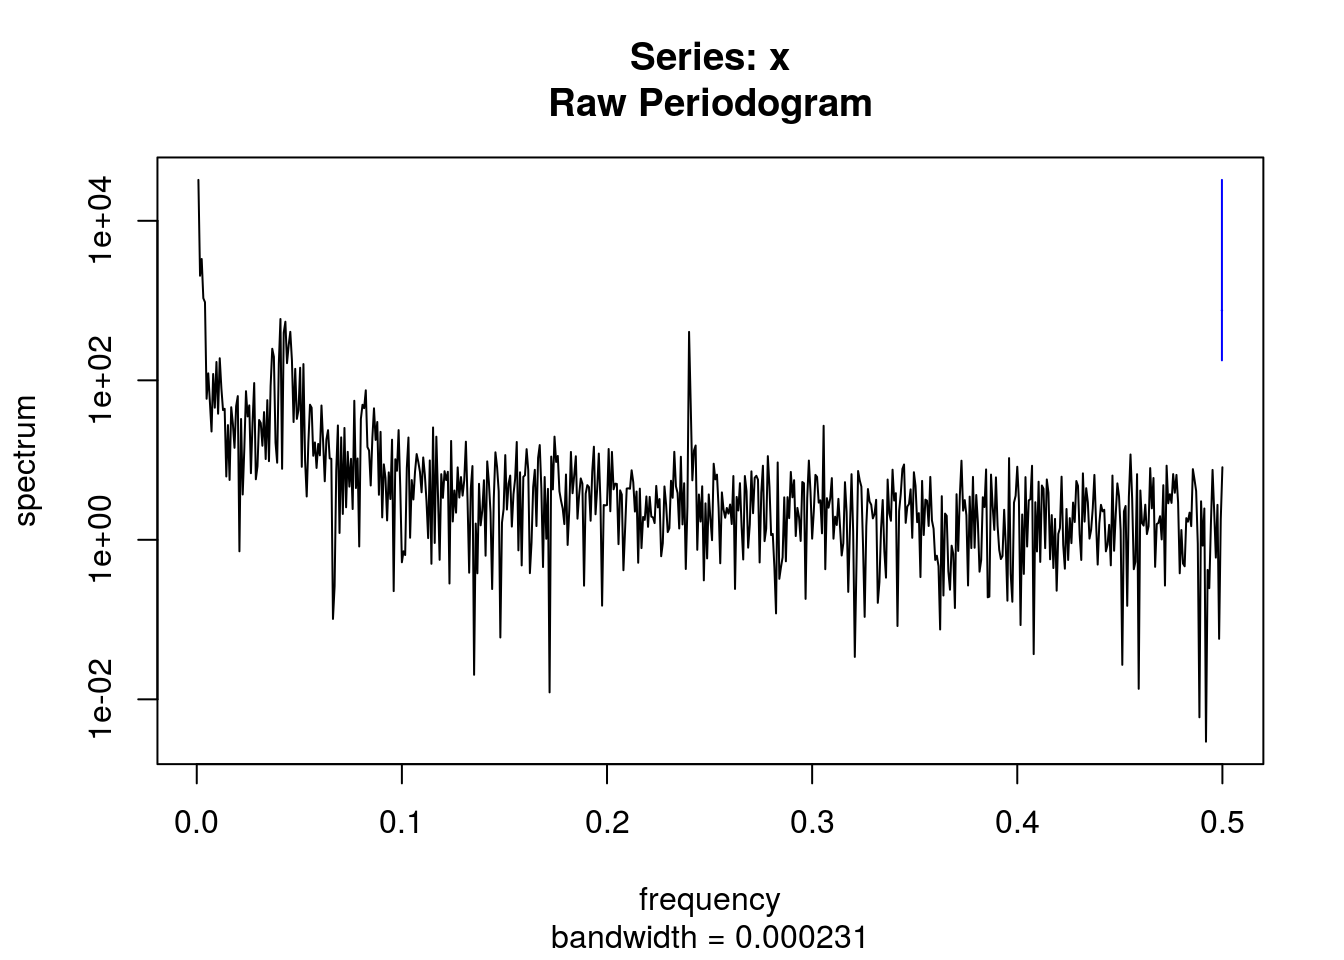 Series: x
Raw Periodogram
spectrum
1e+04
1e+02
1e+00
1e-02
0.0 0.1 0.2 0.3 0.4 0.5
frequency
bandwidth = 0.000231